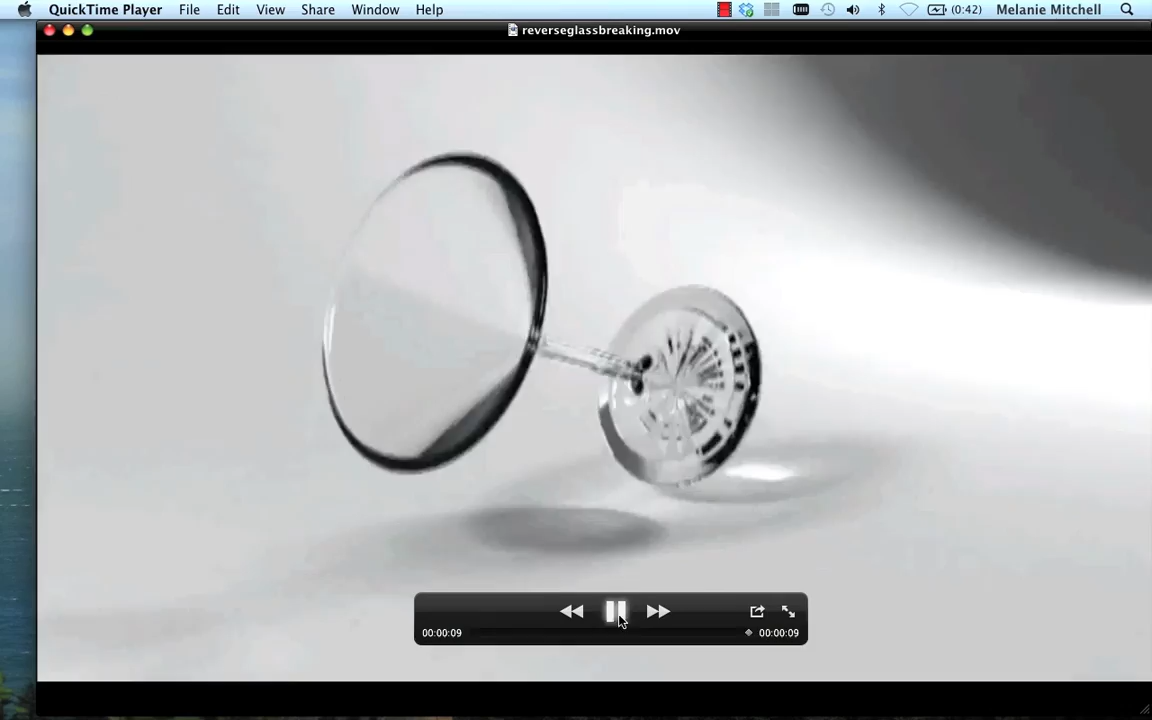 QuickTime Player File Edit View Share Window Help (0:42) Melanie Mitchell
reverseglassbreaking.mov
00:00:09 00:00:09